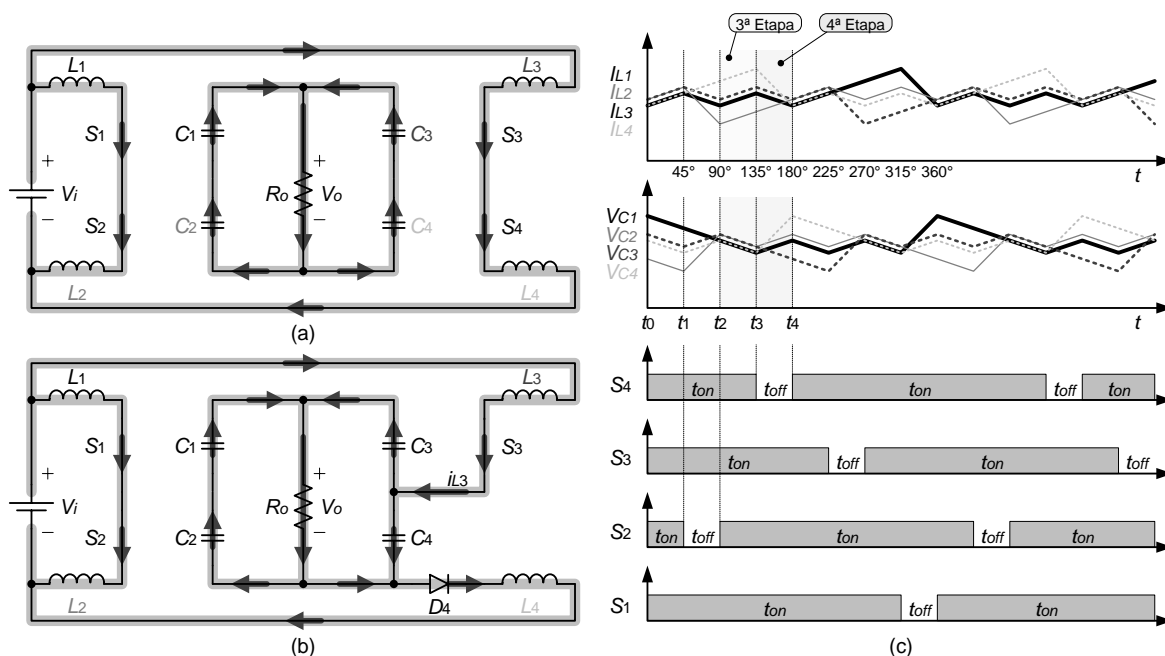 L1
L3
S1
C1
C3
S3
+
+
Vi
Ro
Vo
−
−
S2
C2
C4
S4
L2
L4
(a)
L1
L3
S1
C1
C3
S3
+
+
iL3
Vi
Ro
Vo
−
−
S2
C2
C4
L2
D4
L4
(b)
3ª Etapa
4ª Etapa
IL1
IL2
IL3
IL4
45° 90° 135° 180° 225° 270° 315° 360°
t
VC1
VC2
VC3
VC4
t0 t1 t2 t3 t4 t
S4 ton toff ton toff ton
S3 ton toff ton toff
S2 ton toff ton toff ton
S1 ton toff ton
(c)